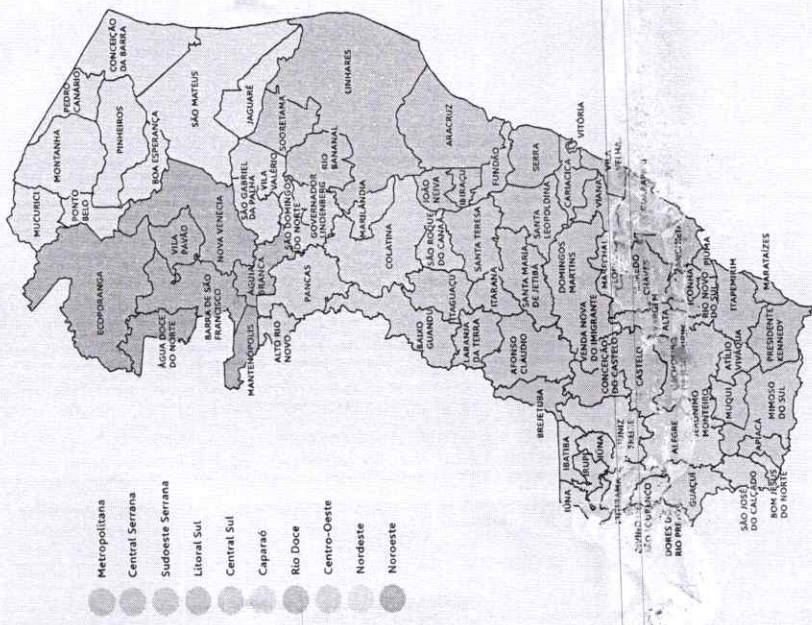 Metropolitana
Central Serrana
Sudoeste Serrana
Litoral Sul
Central Sul
Caparaó
Rio Doce
Centro-Oeste
Nordeste
Noroeste
MUCURICI
MONTANHA
PEDRO
CANÁRIO
CONCEIÇÃO
DA BARRA
PONTO
BELO
PINHEIROS
ECOPORANGA
BOA ESPERANÇA
SÃO MATEUS
VILA
PAVÃO
ÁGUA DOCE
DO NORTE
BARRA DE SÃO
FRANCISCO
NOVA VENÉCIA
JAGUARÉ
MANTENÓPOLES
ÁGUIA
BRANCA
SÃO GABRIEL
DA PALHA
VILA
VALÉRIO
SOORETAMA
ALTO RIO
NOVO
PANCAS
SÃO DOMINGOS
DO NORTE
GOVERNADOR
LINDENBERG
RIO
BANANAL
LINHARES
MARILÂNDIA
COLATINA
BAIXO
GUANDU
ITAGUAÇU
SÃO ROQUE
DO CANAÃ
JOÃO
NEIVA
IBIRAÇU
ARACRUZ
LARANJA
DA TERRA
ITARANA
SANTA TERESA
FUNDÃO
AFONSO
CLÁUDIO
SANTA MARIA
DE JETIBÁ
SANTA
LEOPOLDINA
SERRA
BREJETUBA
VENDA NOVA
DO IMIGRANTE
DOMINGOS
MARTINS
CARIACICA
VITÓRIA
VIANA
VILA
IBATIBA
IÚNA
IRUPI
IÚNA
CONCEIÇÃO
DO CASTELO
MARECHAL
CASTELO
CHAVES
ALTA
ALEGRE
DORES DO
RIO PRETO
GUAÇUÍ
JERÔNIMO
MONTEIRO
MUQUI
ATÍLIO
VIVÁQUA
ICONHA
RIO NOVO
DO SUL
PIÚMA
ITAPEMIRIM
MARATAÍZES
PRESIDENTE
KENNEDY
MIMOSO
DO SUL
APIACÁ
SÃO JOSÉ
DO CALÇADO
BOM JESUS
DO NORTE